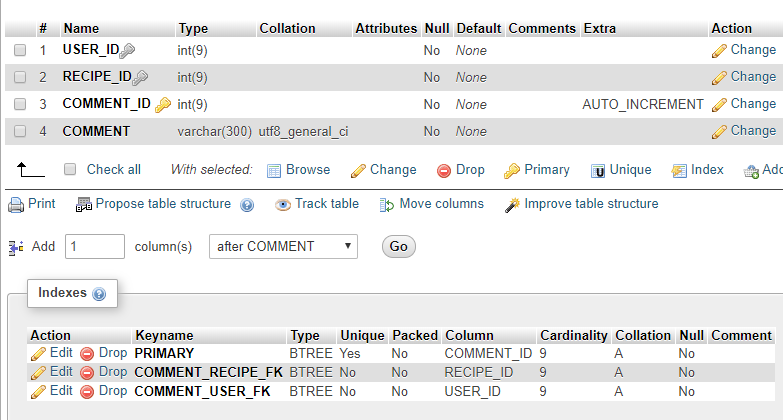 # Name Type Collation Attributes Null Default Comments Extra Action
1 USER_ID int(9) No None Change
2 RECIPE_ID int(9) No None Change
3 COMMENT_ID int(9) No None AUTO_INCREMENT Change
4 COMMENT varchar(300) utf8_general_ci No None Change
Check all With selected: Browse Change Drop Primary Unique Index Add
Print Propose table structure Track table Move columns Improve table structure
Add 1 column(s) after COMMENT Go
Indexes
Action Keyname Type Unique Packed Column Cardinality Collation Null Comment
Edit Drop PRIMARY BTREE Yes No COMMENT_ID 9 A No
Edit Drop COMMENT_RECIPE_FK BTREE No No RECIPE_ID 9 A No
Edit Drop COMMENT_USER_FK BTREE No No USER_ID 9 A No